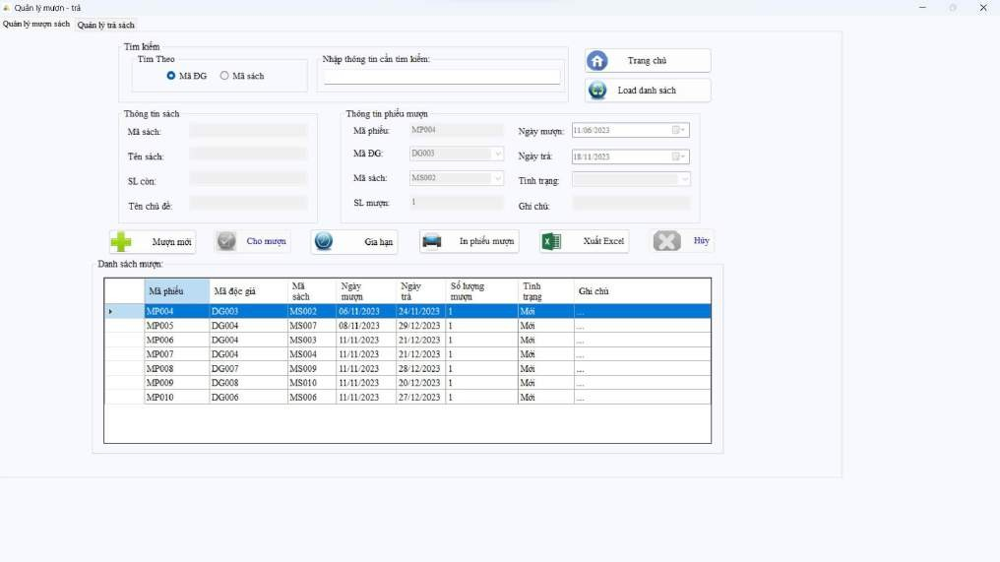 Quản lý mượn - trả
Quản lý mượn sách Quản lý trả sách
Tìm kiếm
Tìm Theo
Mã ĐG Mã sách
Nhập thông tin cần tìm kiếm:
Trang chủ
Load danh sách
Thông tin sách
Mã sách:
Tên sách:
SL còn:
Tên chủ đề:
Thông tin phiếu mượn
Mã phiếu: MP004
Mã ĐG: DG003
Mã sách: MS002
SL mượn: 1
Ngày mượn: 11/06/2023
Ngày trả: 18/11/2023
Tình trạng:
Ghi chú:
Mượn mới Cho mượn Gia hạn In phiếu mượn Xuất Excel Hủy
Danh sách mượn:
Mã phiếu Mã độc giả Mã sách Ngày mượn Ngày trả Số lượng mượn Tình trạng Ghi chú
MP004 DG003 MS002 06/11/2023 24/11/2023 1 Mới ...
MP005 DG004 MS007 08/11/2023 29/12/2023 1 Mới ...
MP006 DG004 MS003 11/11/2023 21/12/2023 1 Mới ...
MP007 DG004 MS004 11/11/2023 21/12/2023 1 Mới ...
MP008 DG007 MS009 11/11/2023 28/12/2023 1 Mới ...
MP009 DG008 MS010 11/11/2023 20/12/2023 1 Mới ...
MP010 DG006 MS006 11/11/2023 27/12/2023 1 Mới ...